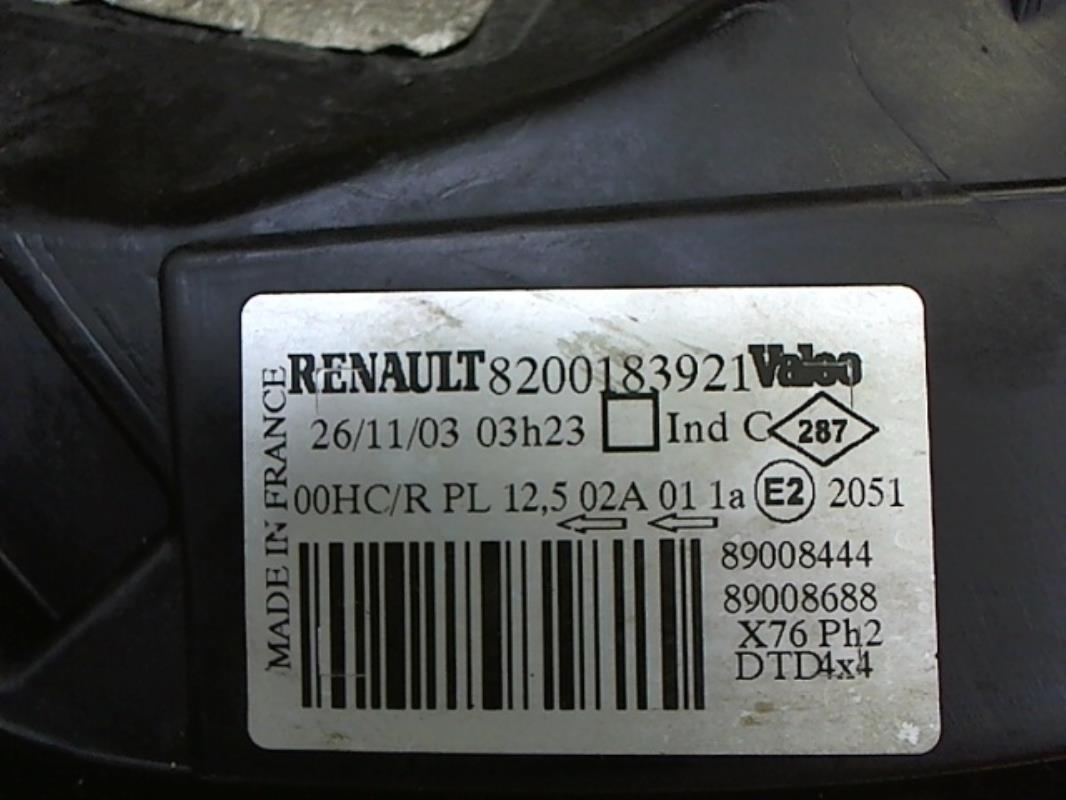 RENAULT 8200183921 Valeo
26/11/03 03h23 Ind C 287
00HC/R PL 12,5 02A 01 1a E2 2051
MADE IN FRANCE
89008444
89008688
X76 Ph2
DTD4x4